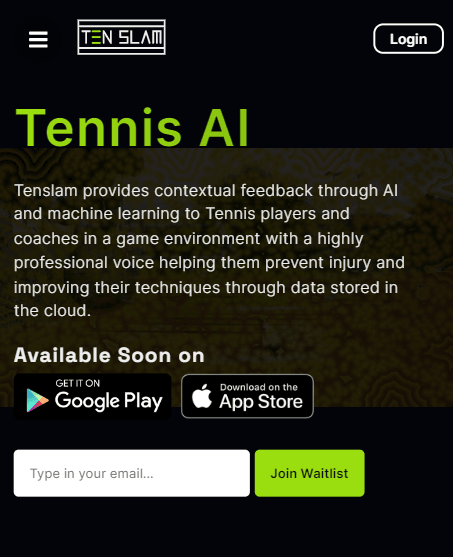 TEN SLAM
Login
Tennis AI
Tenslam provides contextual feedback through AI
and machine learning to Tennis players and
coaches in a game environment with a highly
professional voice helping them prevent injury and
improving their techniques through data stored in
the cloud.
Available Soon on
GET IT ON
Google Play
Download on the
App Store
Type in your email...
Join Waitlist